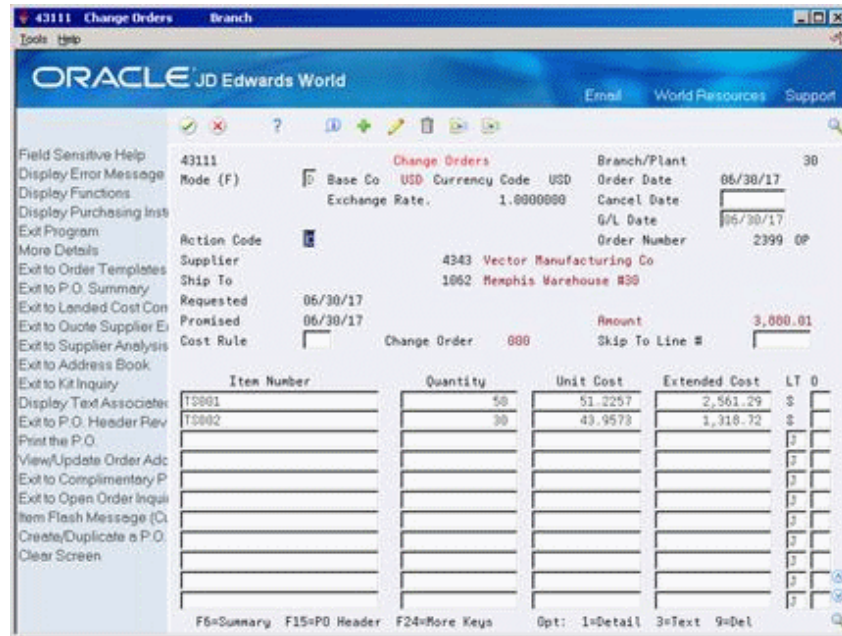 43111 Change Orders Branch
Tools Help
ORACLE JD Edwards World
Email World Resources Support
?
Field Sensitive Help
Display Error Message
Display Functions
Display Purchasing Inst
Exit Program
More Details
Exit to Order Templates
Exit to P.O. Summary
Exit to Landed Cost Con
Exit to Quote Supplier E
Exit to Supplier Analysis
Exit to Address Book
Exit to Kit Inquiry
Display Text Associate
Exit to P.O. Header Rev
Print the P.O.
View/Update Order Add
Exit to Complimentary P
Exit to Open Order Inqui
Item Flash Message (Cu
Create/Duplicate a P.O.
Clear Screen
43111 Change Orders Branch/Plant 30
Mode (F) D Base Co USD Currency Code USD Order Date 06/30/17
Exchange Rate. 1.0000000 Cancel Date
G/L Date 06/30/17
Action Code Order Number 2399 OP
Supplier 4343 Vector Manufacturing Co
Ship To 1062 Memphis Warehouse #30
Requested 06/30/17
Promised 06/30/17 Amount 3,880.01
Cost Rule Change Order 000 Skip To Line #
Item Number Quantity Unit Cost Extended Cost LT O
TS001 50 51.2257 2,561.29 S
TS002 30 43.9573 1,318.72 S
J
J
J
J
J
J
J
J
J
F6=Summary F15=PO Header F24=More Keys Opt: 1=Detail 3=Text 9=Del